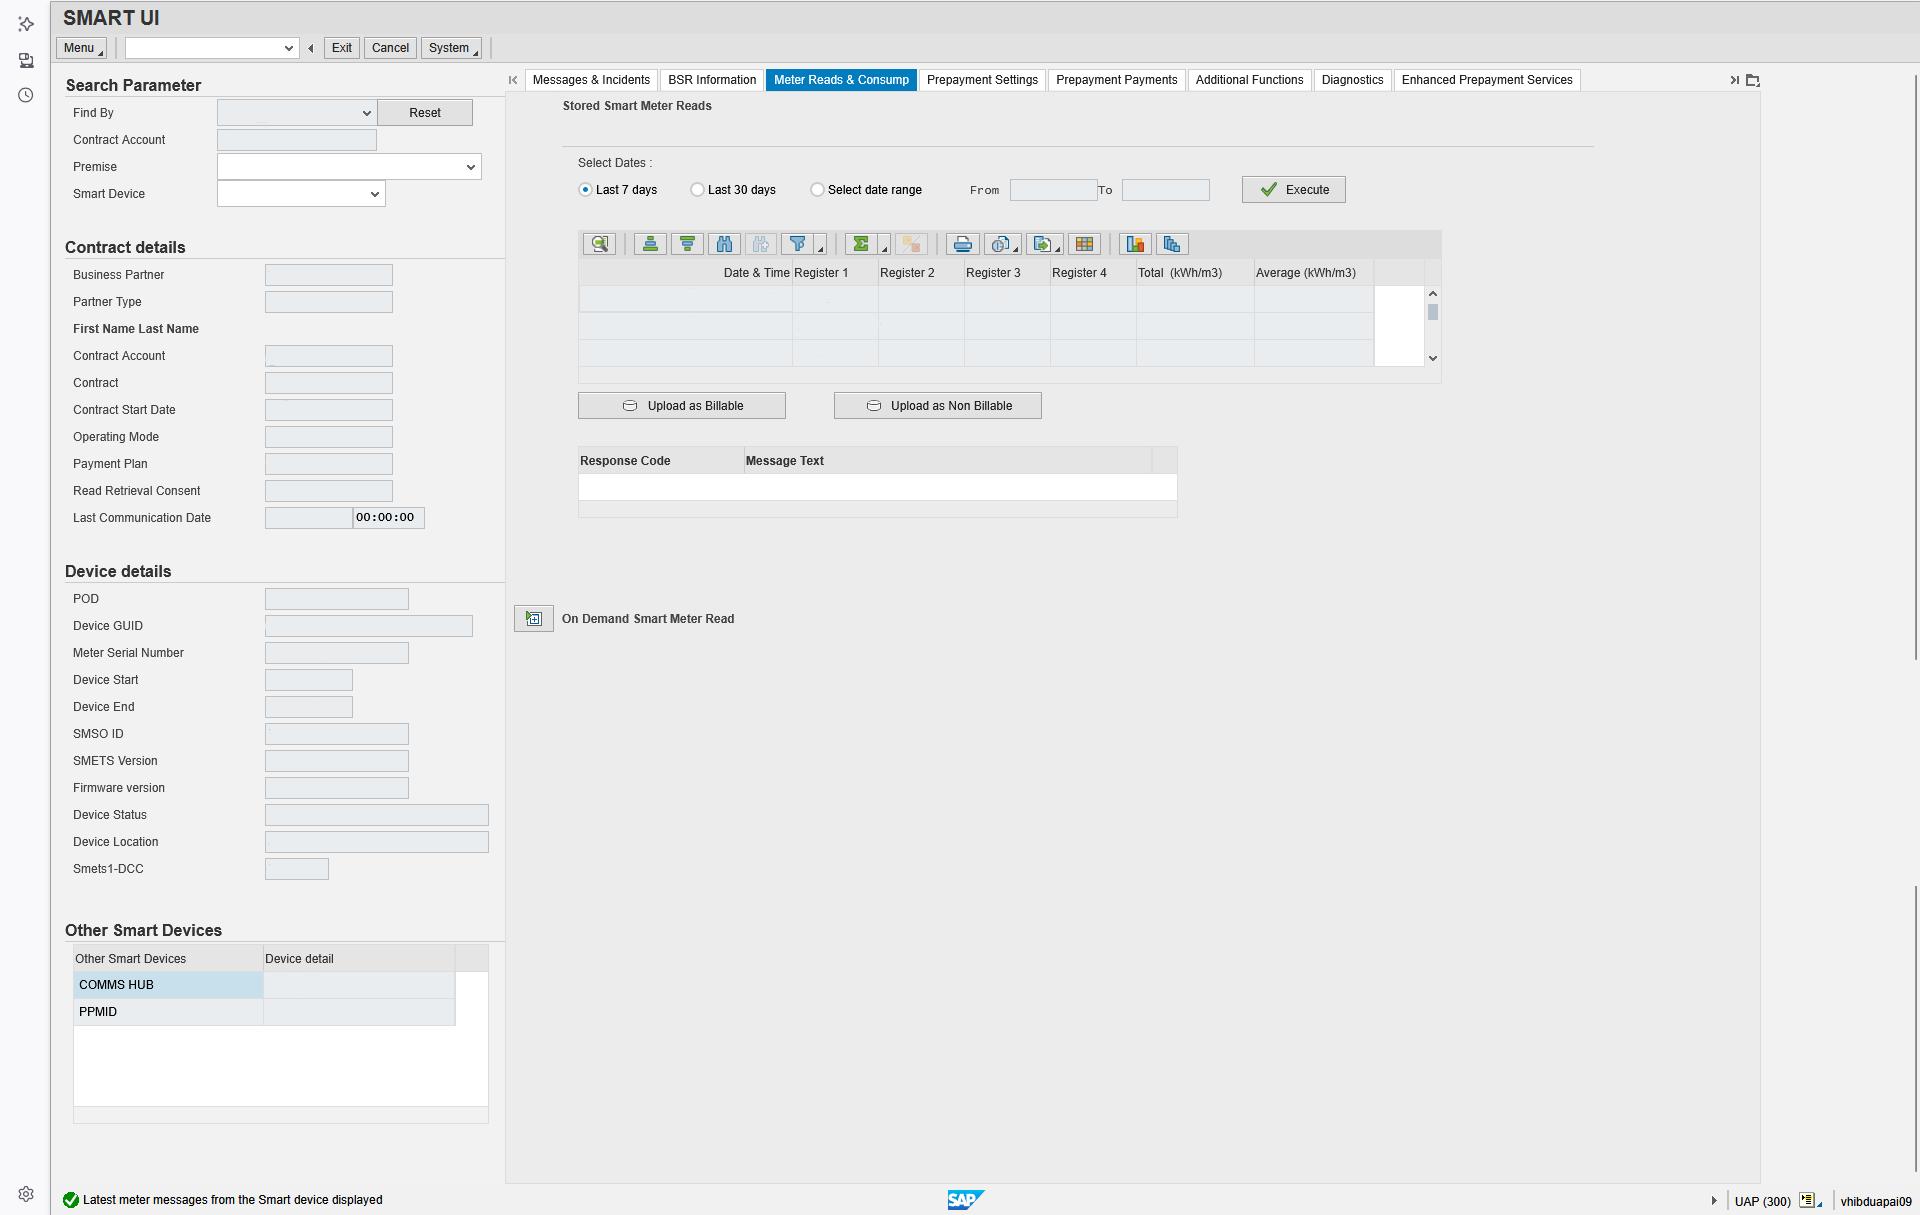 SMART UI
Menu
Exit
Cancel
System
Search Parameter
Find By
Reset
Contract Account
Premise
Smart Device
Contract details
Business Partner
Partner Type
First Name Last Name
Contract Account
Contract
Contract Start Date
Operating Mode
Payment Plan
Read Retrieval Consent
Last Communication Date 00:00:00
Device details
POD
Device GUID
Meter Serial Number
Device Start
Device End
SMSO ID
SMETS Version
Firmware version
Device Status
Device Location
Smets1-DCC
Other Smart Devices
Other Smart Devices Device detail
COMMS HUB
PPMID
Messages & Incidents BSR Information Meter Reads & Consump Prepayment Settings Prepayment Payments Additional Functions Diagnostics Enhanced Prepayment Services
Stored Smart Meter Reads
Select Dates :
Last 7 days Last 30 days Select date range From To Execute
Date & Time Register 1 Register 2 Register 3 Register 4 Total (kWh/m3) Average (kWh/m3)
Upload as Billable Upload as Non Billable
Response Code Message Text
On Demand Smart Meter Read
Latest meter messages from the Smart device displayed
SAP
UAP (300) vhibduapai09